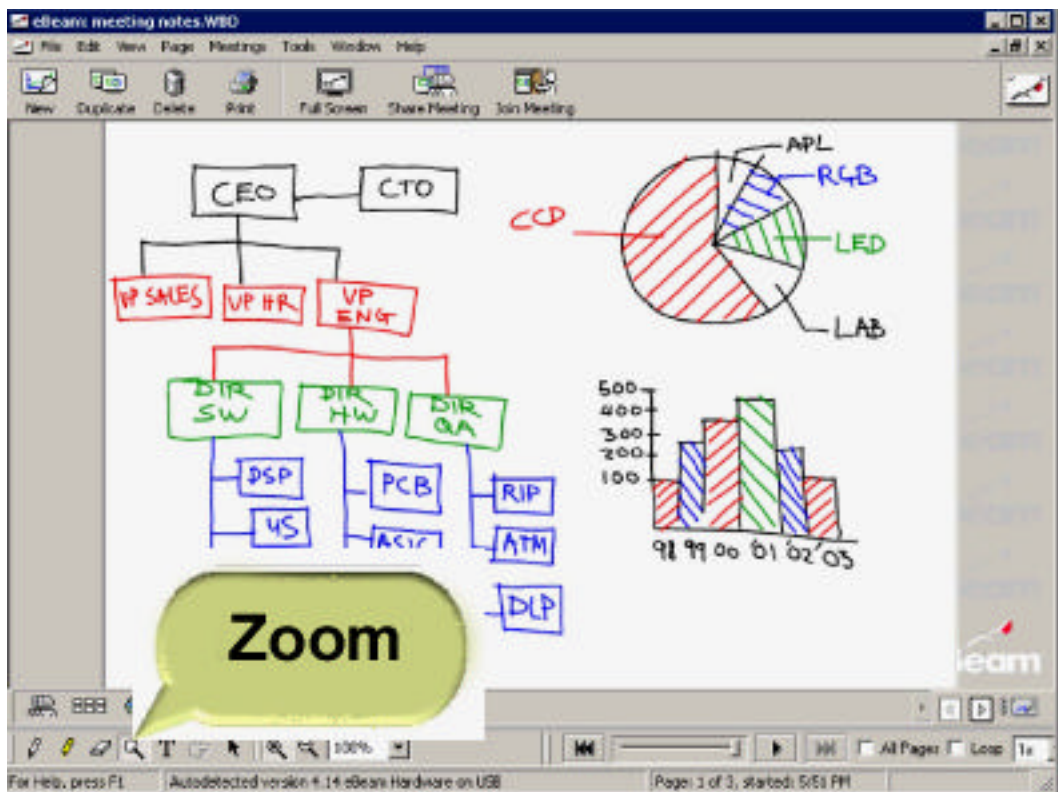 eBeam: meeting notes.WBD
File Edit View Page Meetings Tools Window Help
New Duplicate Delete Print Full Screen Share Meeting Join Meeting
CEO
CTO
VP SALES
VP HR
VP
ENG
DIR
SW
DIR
HW
DIR
QA
DSP
PCB
RIP
4S
ASIC
ATM
DLP
APL
RGB
CCD
LED
LAB
500
400
300
200
100
98 99 00 '01 '02 '03
Zoom
eam
100%
All Pages Loop 1x
For Help, press F1
Autodetected version 4.14 eBeam Hardware on USB
Page: 1 of 3, started: 5:51 PM